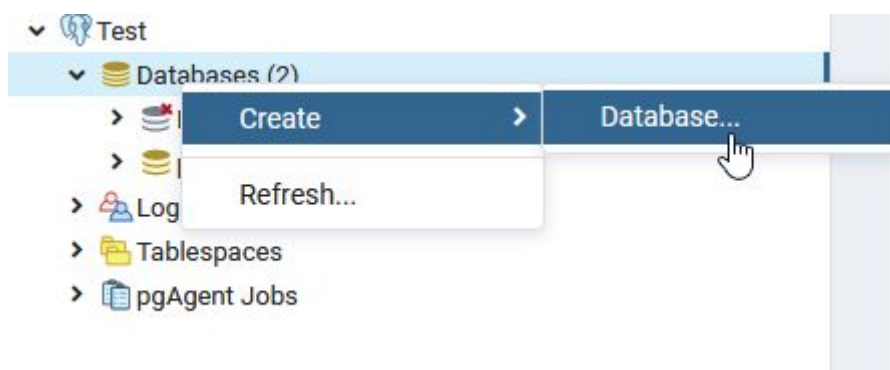 Test
Databases (2)
Create
Database...
Refresh...
Log
Tablespaces
pgAgent Jobs